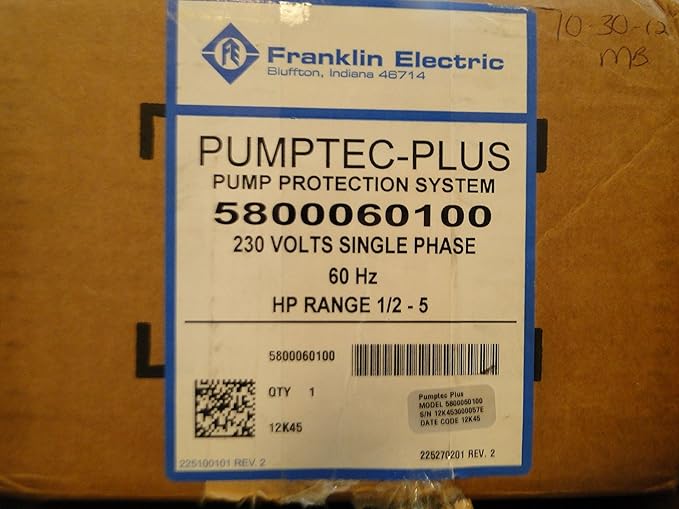 10-30-12
MB
FE
Franklin Electric
Bluffton, Indiana 46714
PUMPTEC-PLUS
PUMP PROTECTION SYSTEM
5800060100
230 VOLTS SINGLE PHASE
60 Hz
HP RANGE 1/2 - 5
5800060100
QTY 1
12K45
Pumptec Plus
MODEL 5800060100
S/N 12K453000057E
DATE CODE 12K45
225100101 REV. 2
225270201 REV. 2